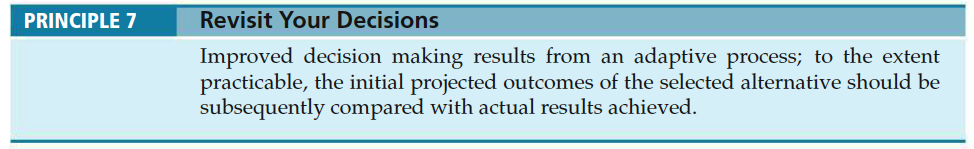 PRINCIPLE 7 Revisit Your Decisions
Improved decision making results from an adaptive process; to the extent
practicable, the initial projected outcomes of the selected alternative should be
subsequently compared with actual results achieved.